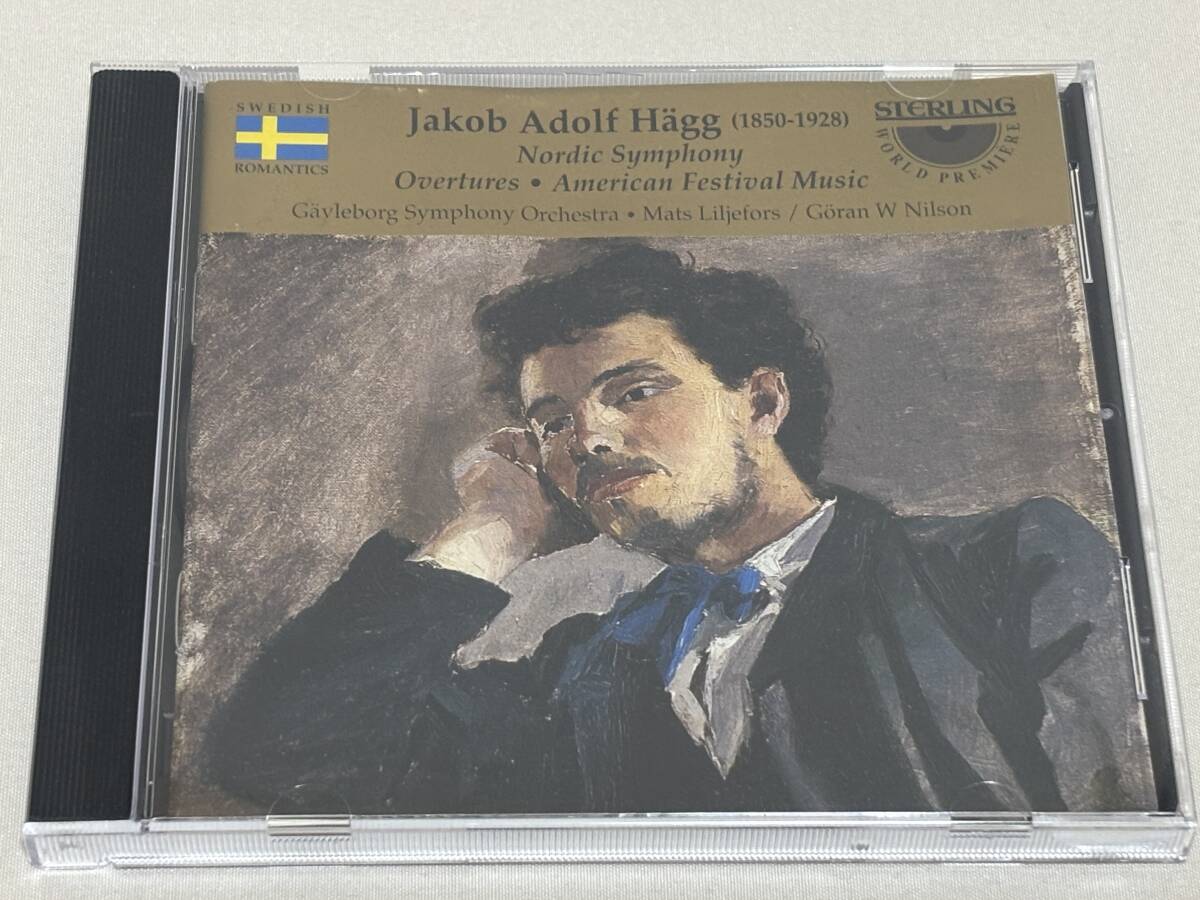 SWEDISH
ROMANTICS
Jakob Adolf Hägg (1850-1928)
Nordic Symphony
Overtures • American Festival Music
Gävleborg Symphony Orchestra • Mats Liljefors / Göran W Nilson
STERLING
WORLD PREMIERE